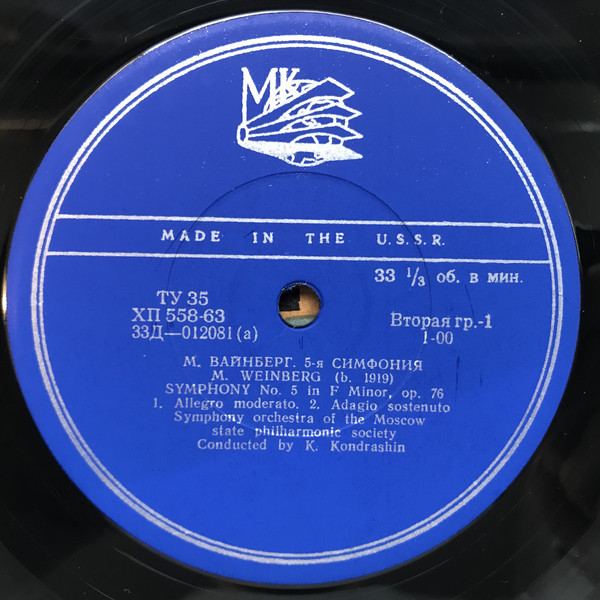 МК
MADE IN THE U.S.S.R.
33 1/3 об. в мин.
ТУ 35
ХП 558-63
33Д—012081 (а)
Вторая гр.-1
1-00
М. ВАЙНБЕРГ. 5-я СИМФОНИЯ
M. WEINBERG (b. 1919)
SYMPHONY No. 5 in F Minor, op. 76
1. Allegro moderato. 2. Adagio sostenuto
Symphony orchestra of the Moscow
state philharmonic society
Conducted by K. Kondrashin